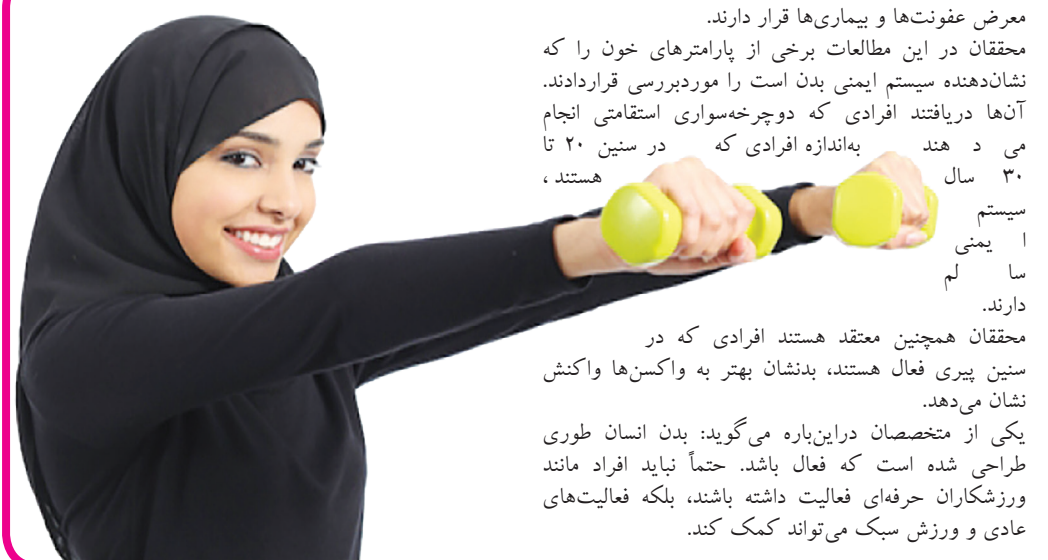 معرض عفونت‌ها و بیماری‌ها قرار دارند.
محققان در این مطالعات برخی از پارامترهای خون را که
نشان‌دهنده سیستم ایمنی بدن است را موردبررسی قراردادند.
آن‌ها دریافتند افرادی که دوچرخه‌سواری استقامتی انجام
می د هند به‌اندازه افرادی که در سنین ۲۰ تا
۳۰ سال هستند ،
سیستم
ا یمنی
سا لم
دارند.
محققان همچنین معتقد هستند افرادی که در
سنین پیری فعال هستند، بدنشان بهتر به واکسن‌ها واکنش
نشان می‌دهد.
یکی از متخصصان دراین‌باره می‌گوید: بدن انسان طوری
طراحی شده است که فعال باشد. حتماً نباید افراد مانند
ورزشکاران حرفه‌ای فعالیت داشته باشند، بلکه فعالیت‌های
عادی و ورزش سبک می‌تواند کمک کند.